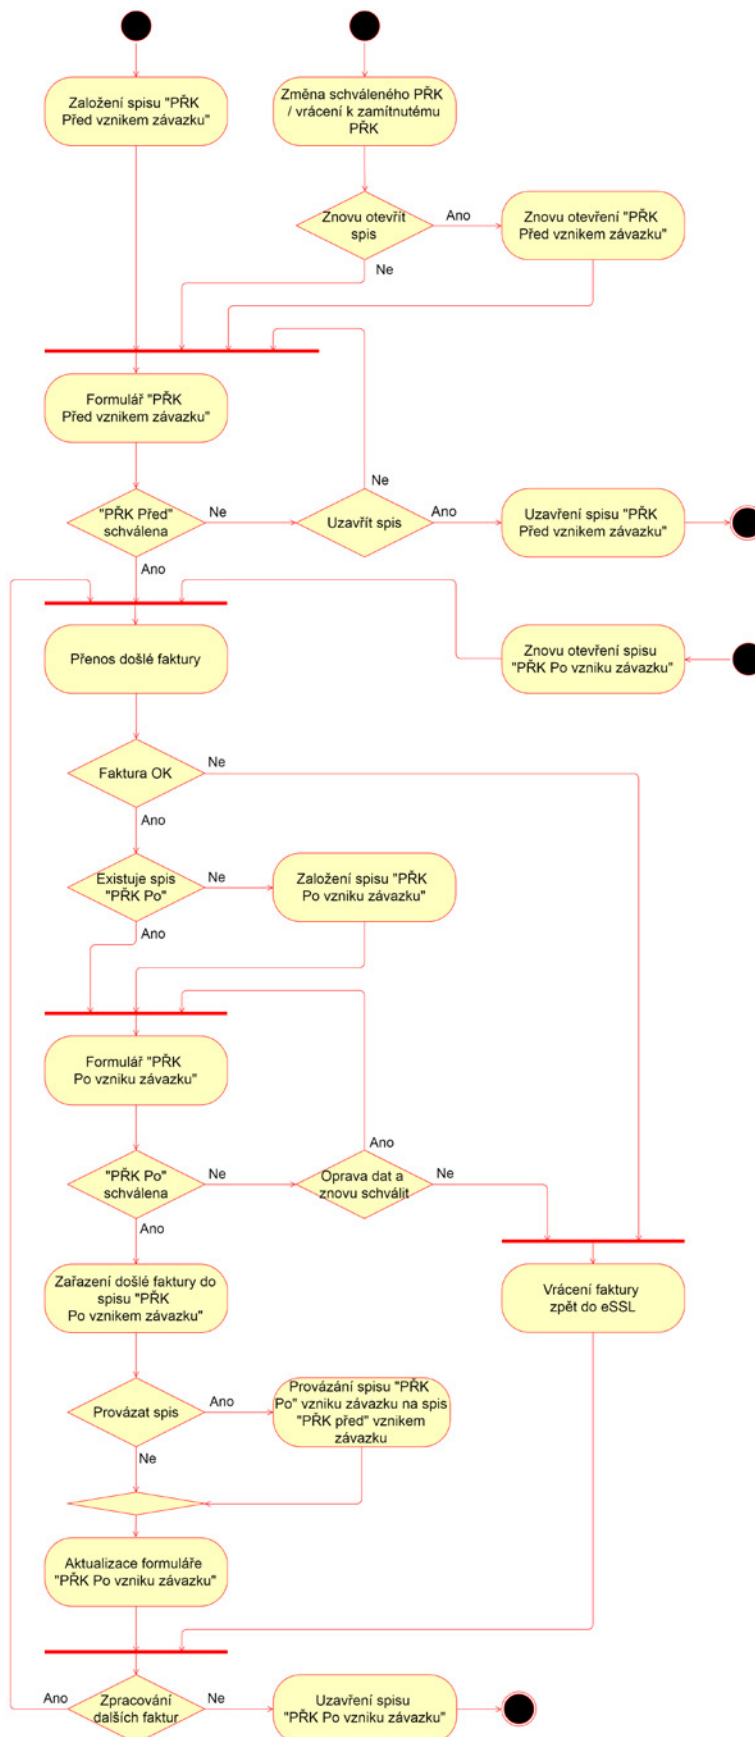 Založení spisu "PŘK
Před vznikem závazku"
Změna schváleného PŘK
/ vrácení k zamítnutému
PŘK
Znovu otevřít
spis
Ano
Znovu otevření "PŘK
Před vznikem závazku"
Ne
Formulář "PŘK
Před vznikem závazku"
Ne
"PŘK Před"
schválena
Ne
Uzavřít spis
Ano
Uzavření spisu "PŘK
Před vznikem závazku"
Ano
Přenos došlé faktury
Znovu otevření spisu
"PŘK Po vzniku závazku"
Faktura OK
Ne
Ano
Existuje spis
"PŘK Po"
Ne
Založení spisu "PŘK
Po vzniku závazku"
Ano
Formulář "PŘK
Po vzniku závazku"
Ano
"PŘK Po"
schválena
Ne
Oprava dat a
znovu schválit
Ne
Ano
Zařazení došlé faktury do
spisu "PŘK
Po vznikem závazku"
Vrácení faktury
zpět do eSSL
Provázat spis
Ano
Provázání spisu "PŘK
Po" vzniku závazku na spis
"PŘK před" vznikem
závazku
Ne
Aktualizace formuláře
"PŘK Po vzniku závazku"
Ano
Zpracování
dalších faktur
Ne
Uzavření spisu
"PŘK Po vzniku závazku"